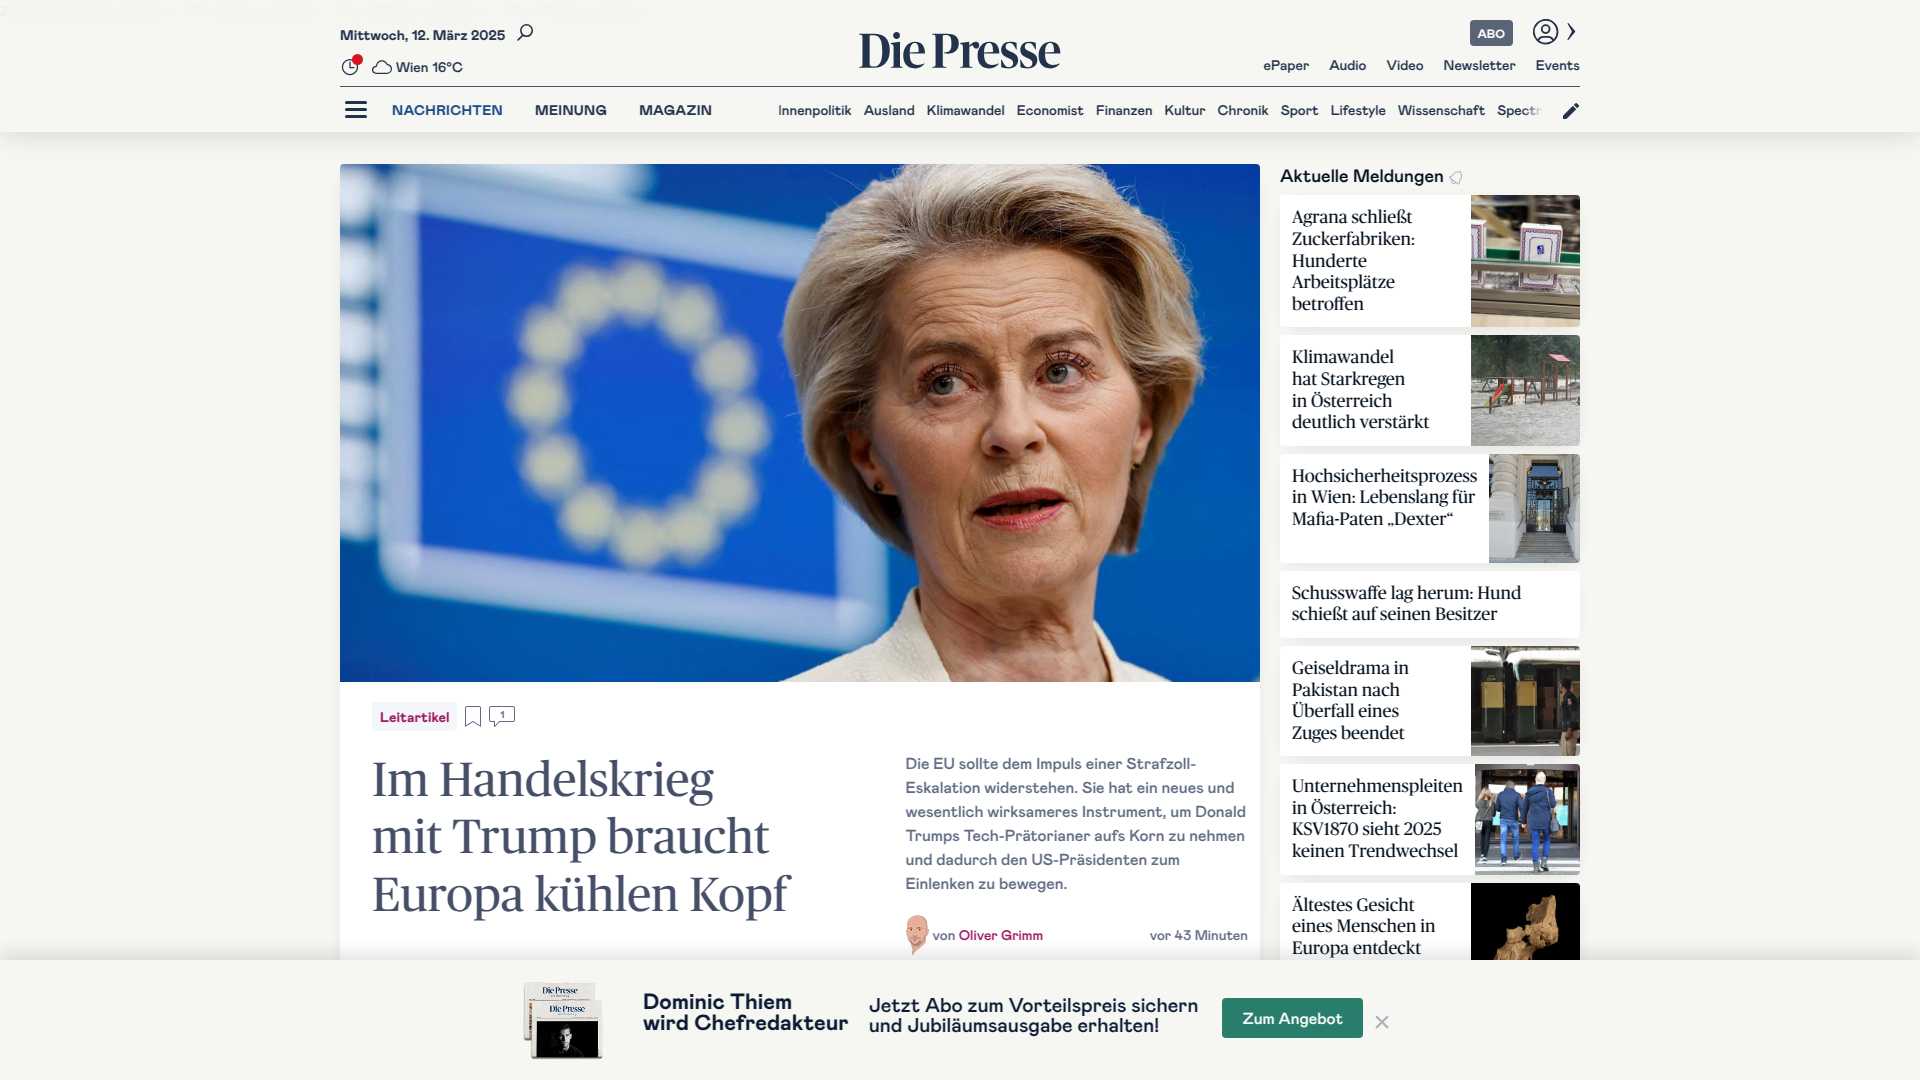 Mittwoch, 12. März 2025
Wien 16°C
Die Presse
ABO
ePaper Audio Video Newsletter Events
NACHRICHTEN MEINUNG MAGAZIN
Innenpolitik Ausland Klimawandel Economist Finanzen Kultur Chronik Sport Lifestyle Wissenschaft Spectr
Leitartikel
1
Im Handelskrieg
mit Trump braucht
Europa kühlen Kopf
Die EU sollte dem Impuls einer Strafzoll-
Eskalation widerstehen. Sie hat ein neues und
wesentlich wirksameres Instrument, um Donald
Trumps Tech-Prätorianer aufs Korn zu nehmen
und dadurch den US-Präsidenten zum
Einlenken zu bewegen.
von Oliver Grimm
vor 43 Minuten
Aktuelle Meldungen
Agrana schließt
Zuckerfabriken:
Hunderte
Arbeitsplätze
betroffen
Klimawandel
hat Starkregen
in Österreich
deutlich verstärkt
Hochsicherheitsprozess
in Wien: Lebenslang für
Mafia-Paten „Dexter“
Schusswaffe lag herum: Hund
schießt auf seinen Besitzer
Geiseldrama in
Pakistan nach
Überfall eines
Zuges beendet
Unternehmenspleiten
in Österreich:
KSV1870 sieht 2025
keinen Trendwechsel
Ältestes Gesicht
eines Menschen in
Europa entdeckt
Die Presse
Die Presse
Dominic Thiem
wird Chefredakteur
Jetzt Abo zum Vorteilspreis sichern
und Jubiläumsausgabe erhalten!
Zum Angebot